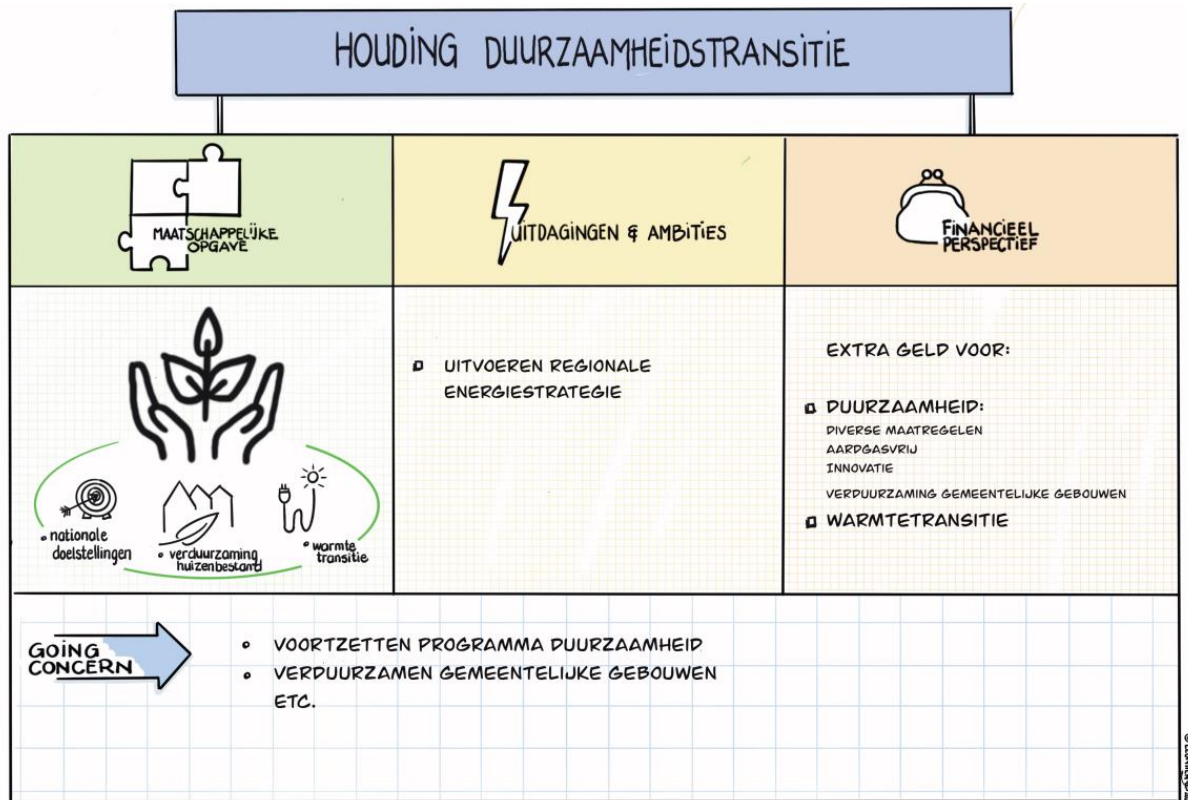 HOUDING DUURZAAMHEIDSTRANSITIE
MAATSCHAPPELIJKE
OPGAVE
UITDAGINGEN & AMBITIES
FINANCIEEL
PERSPECTIEF
• nationale
doelstellingen
• verduurzaming
huizenbestand
• warmte
transitie
UITVOEREN REGIONALE
ENERGIESTRATEGIE
EXTRA GELD VOOR:
DUURZAAMHEID:
DIVERSE MAATREGELEN
AARDGASVRIJ
INNOVATIE
VERDUURZAMING GEMEENTELIJKE GEBOUWEN
WARMTETRANSITIE
GOING
CONCERN
• VOORTZETTEN PROGRAMMA DUURZAAMHEID
• VERDUURZAMEN GEMEENTELIJKE GEBOUWEN
ETC.